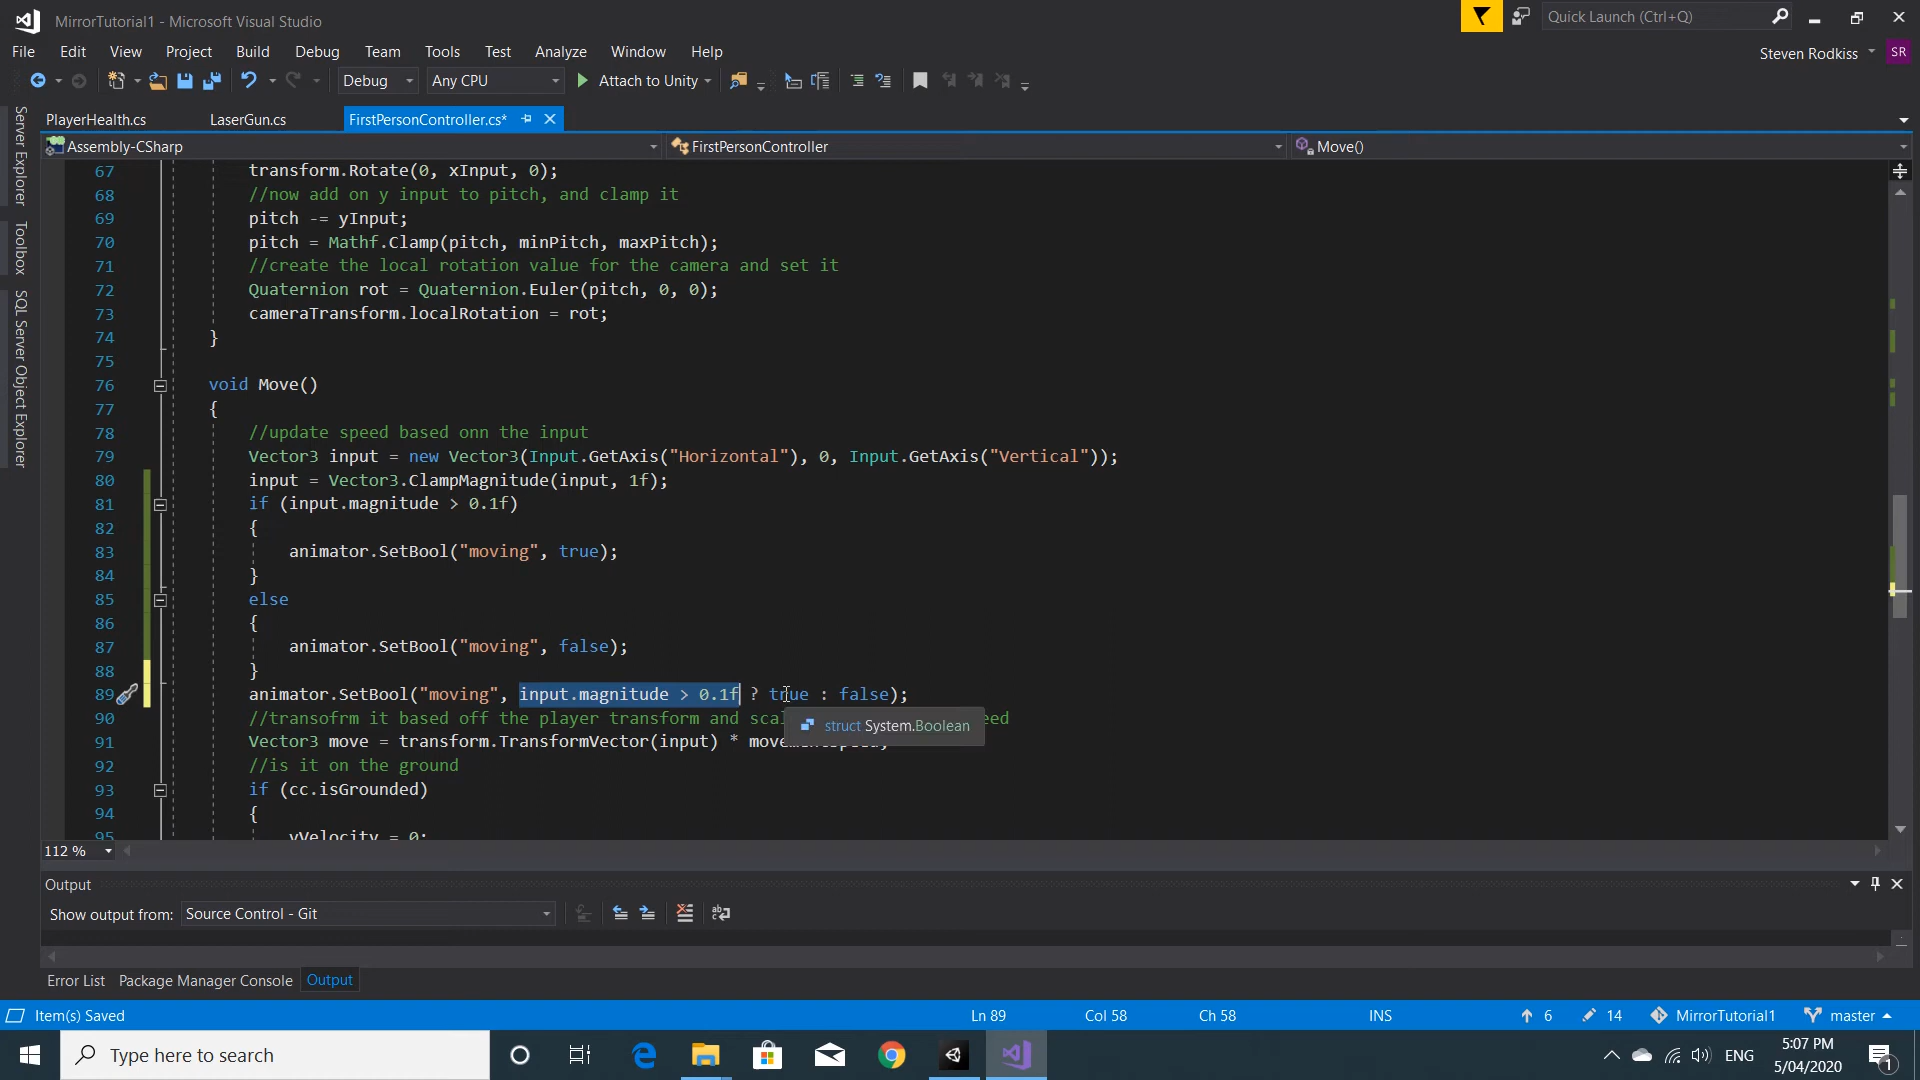 MirrorTutorial1 - Microsoft Visual Studio
Quick Launch (Ctrl+Q)
File Edit View Project Build Debug Team Tools Test Analyze Window Help
Steven Rodkiss SR
Debug Any CPU Attach to Unity
Server Explorer
Toolbox
SQL Server Object Explorer
PlayerHealth.cs LaserGun.cs FirstPersonController.cs*
Assembly-CSharp FirstPersonController Move()
67 transform.Rotate(0, xInput, 0);
68 //now add on y input to pitch, and clamp it
69 pitch -= yInput;
70 pitch = Mathf.Clamp(pitch, minPitch, maxPitch);
71 //create the local rotation value for the camera and set it
72 Quaternion rot = Quaternion.Euler(pitch, 0, 0);
73 cameraTransform.localRotation = rot;
74 }
75
76 void Move()
77 {
78 //update speed based onn the input
79 Vector3 input = new Vector3(Input.GetAxis("Horizontal"), 0, Input.GetAxis("Vertical"));
80 input = Vector3.ClampMagnitude(input, 1f);
81 if (input.magnitude > 0.1f)
82 {
83 animator.SetBool("moving", true);
84 }
85 else
86 {
87 animator.SetBool("moving", false);
88 }
89 animator.SetBool("moving", input.magnitude > 0.1f ? true : false);
90 //transofrm it based off the player transform and
struct System.Boolean
91 Vector3 move = transform.TransformVector(input) *
92 //is it on the ground
93 if (cc.isGrounded)
94 {
95 yVelocity = 0;
112 %
Output
Show output from: Source Control - Git
Error List Package Manager Console Output
Item(s) Saved Ln 89 Col 58 Ch 58 INS 6 14 MirrorTutorial1 master
Type here to search
ENG
5:07 PM
5/04/2020
1